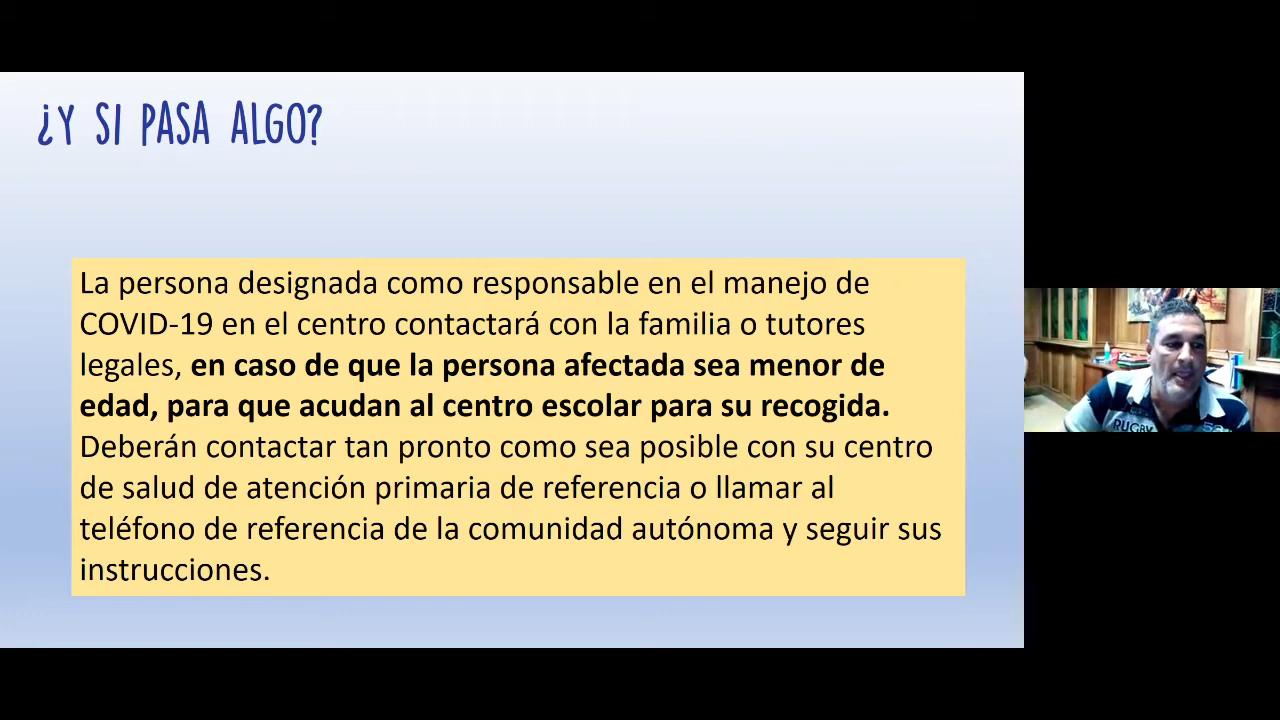 ¿Y SI PASA ALGO?
La persona designada como responsable en el manejo de
COVID-19 en el centro contactará con la familia o tutores
legales, en caso de que la persona afectada sea menor de
edad, para que acudan al centro escolar para su recogida.
Deberán contactar tan pronto como sea posible con su centro
de salud de atención primaria de referencia o llamar al
teléfono de referencia de la comunidad autónoma y seguir sus
instrucciones.
RUGBY